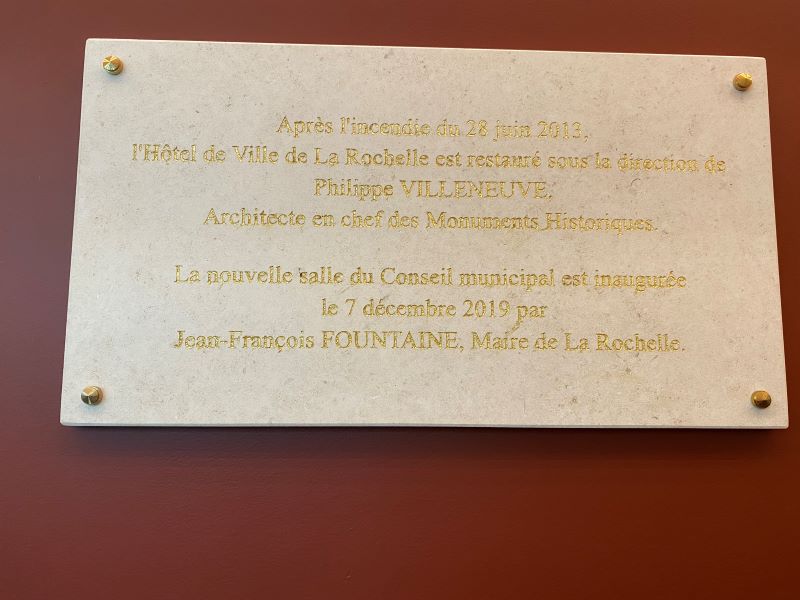 Après l'incendie du 28 juin 2013,
l'Hôtel de Ville de La Rochelle est restauré sous la direction de
Philippe VILLENEUVE,
Architecte en chef des Monuments Historiques.
La nouvelle salle du Conseil municipal est inaugurée
le 7 décembre 2019 par
Jean-François FOUNTAINE, Maire de La Rochelle.